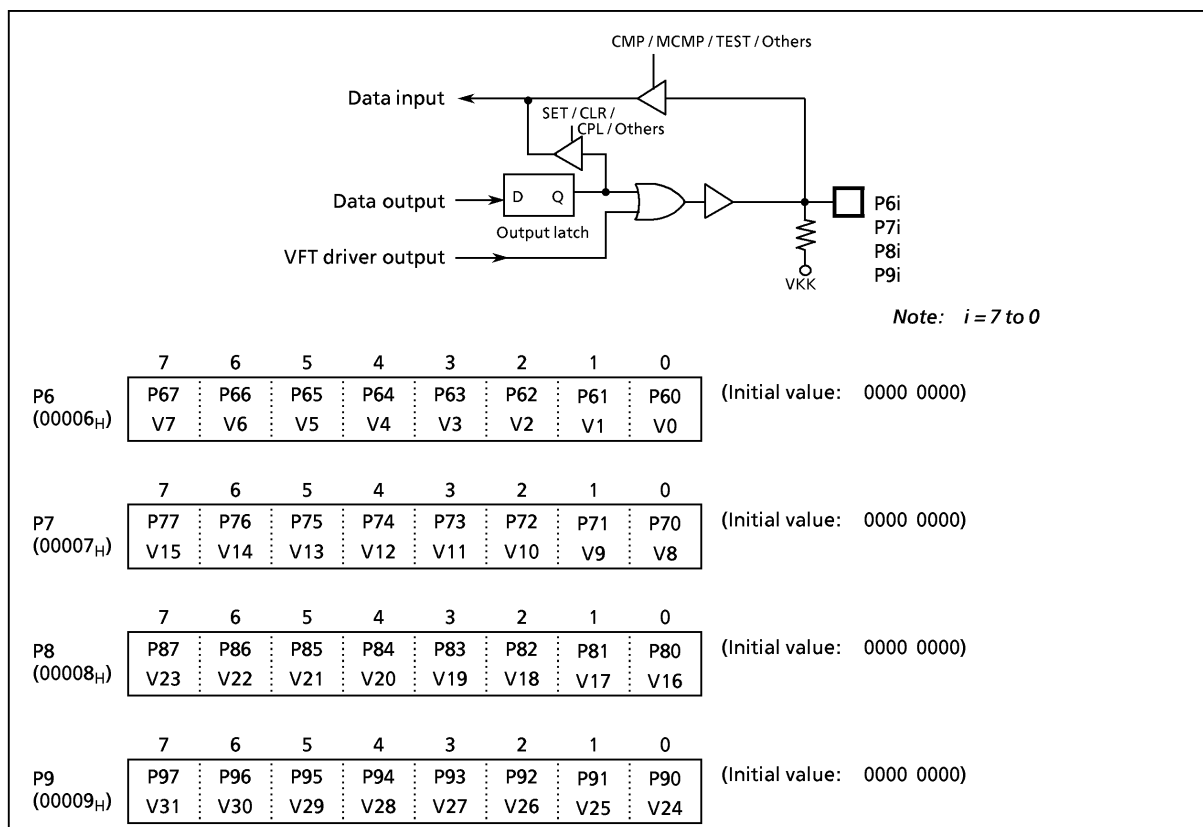 CMP / MCMP / TEST / Others
Data input
SET / CLR /
CPL / Others
Data output
D Q
Output latch
VFT driver output
P6i
P7i
P8i
P9i
VKK
Note: i = 7 to 0
7 6 5 4 3 2 1 0
P6 P67 P66 P65 P64 P63 P62 P61 P60 (Initial value: 0000 0000)
(00006H) V7 V6 V5 V4 V3 V2 V1 V0
7 6 5 4 3 2 1 0
P7 P77 P76 P75 P74 P73 P72 P71 P70 (Initial value: 0000 0000)
(00007H) V15 V14 V13 V12 V11 V10 V9 V8
7 6 5 4 3 2 1 0
P8 P87 P86 P85 P84 P83 P82 P81 P80 (Initial value: 0000 0000)
(00008H) V23 V22 V21 V20 V19 V18 V17 V16
7 6 5 4 3 2 1 0
P9 P97 P96 P95 P94 P93 P92 P91 P90 (Initial value: 0000 0000)
(00009H) V31 V30 V29 V28 V27 V26 V25 V24